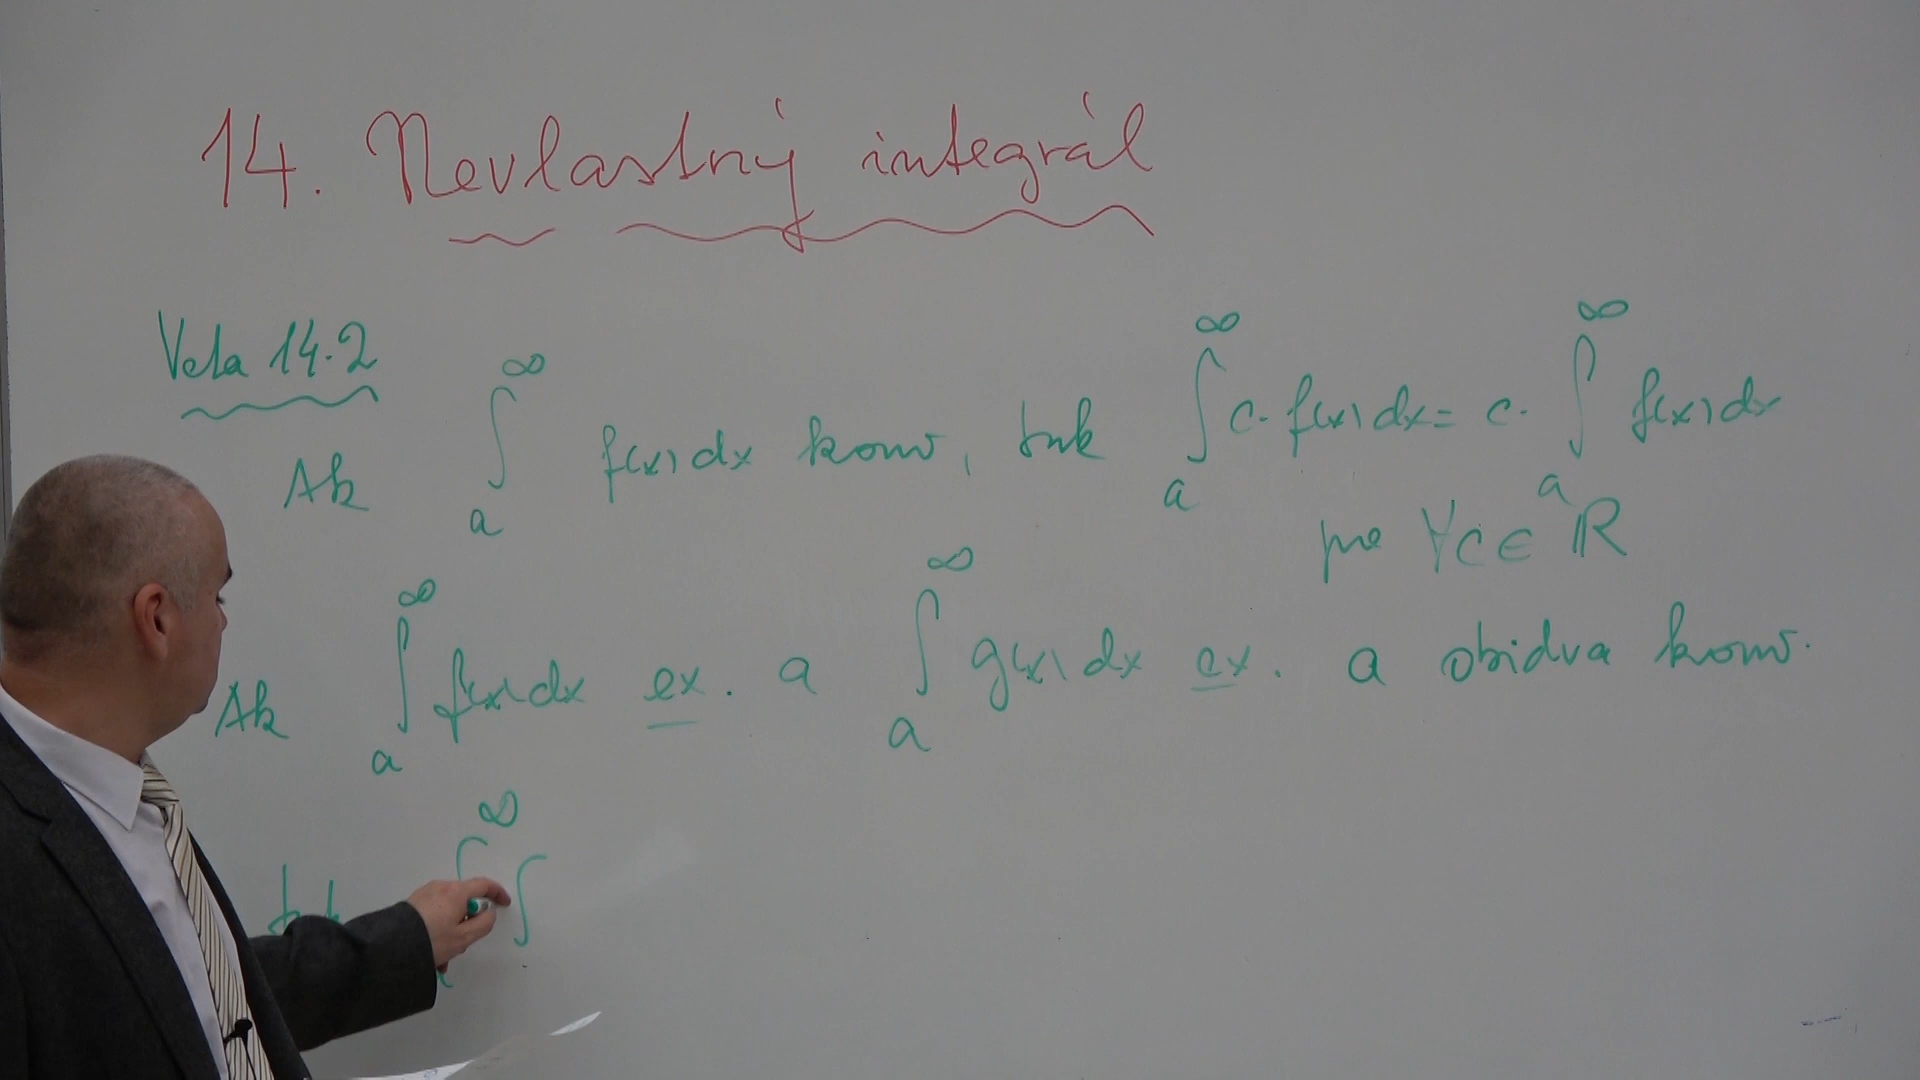 14. Nevlastný integrál
Veta 14.2
Ak ∫ₐ^∞ f(x) dx konv, tak ∫ₐ^∞ c. f(x) dx = c. ∫ₐ^∞ f(x) dx
pre ∀c ∈ ℝ
Ak ∫ₐ^∞ f(x) dx ex. a ∫ₐ^∞ g(x) dx ex. a obidva konv.
tak ∫^∞ ∫